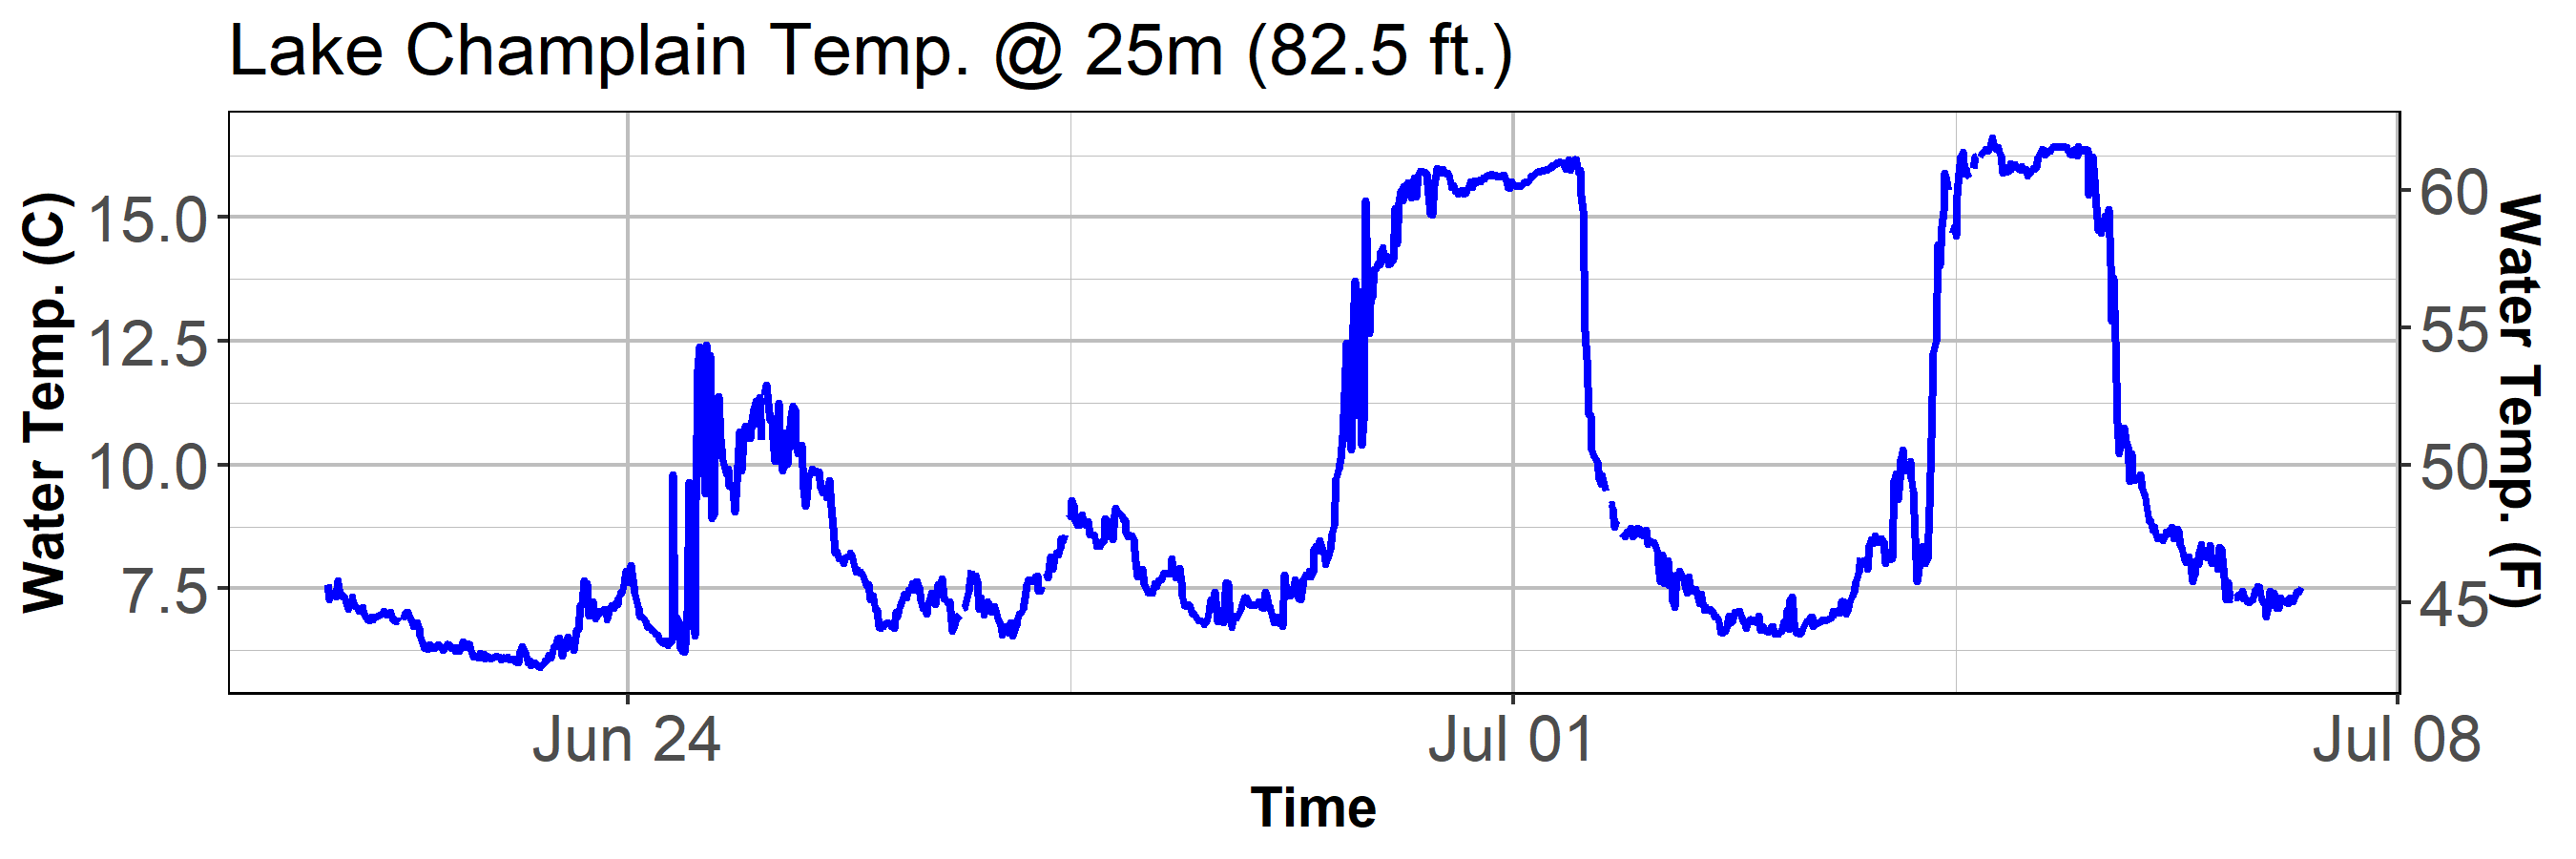 Lake Champlain Temp. @ 25m (82.5 ft.)
Water Temp. (C)
15.0
12.5
10.0
7.5
60
55
50
45
Water Temp. (F)
Jun 24
Jul 01
Jul 08
Time